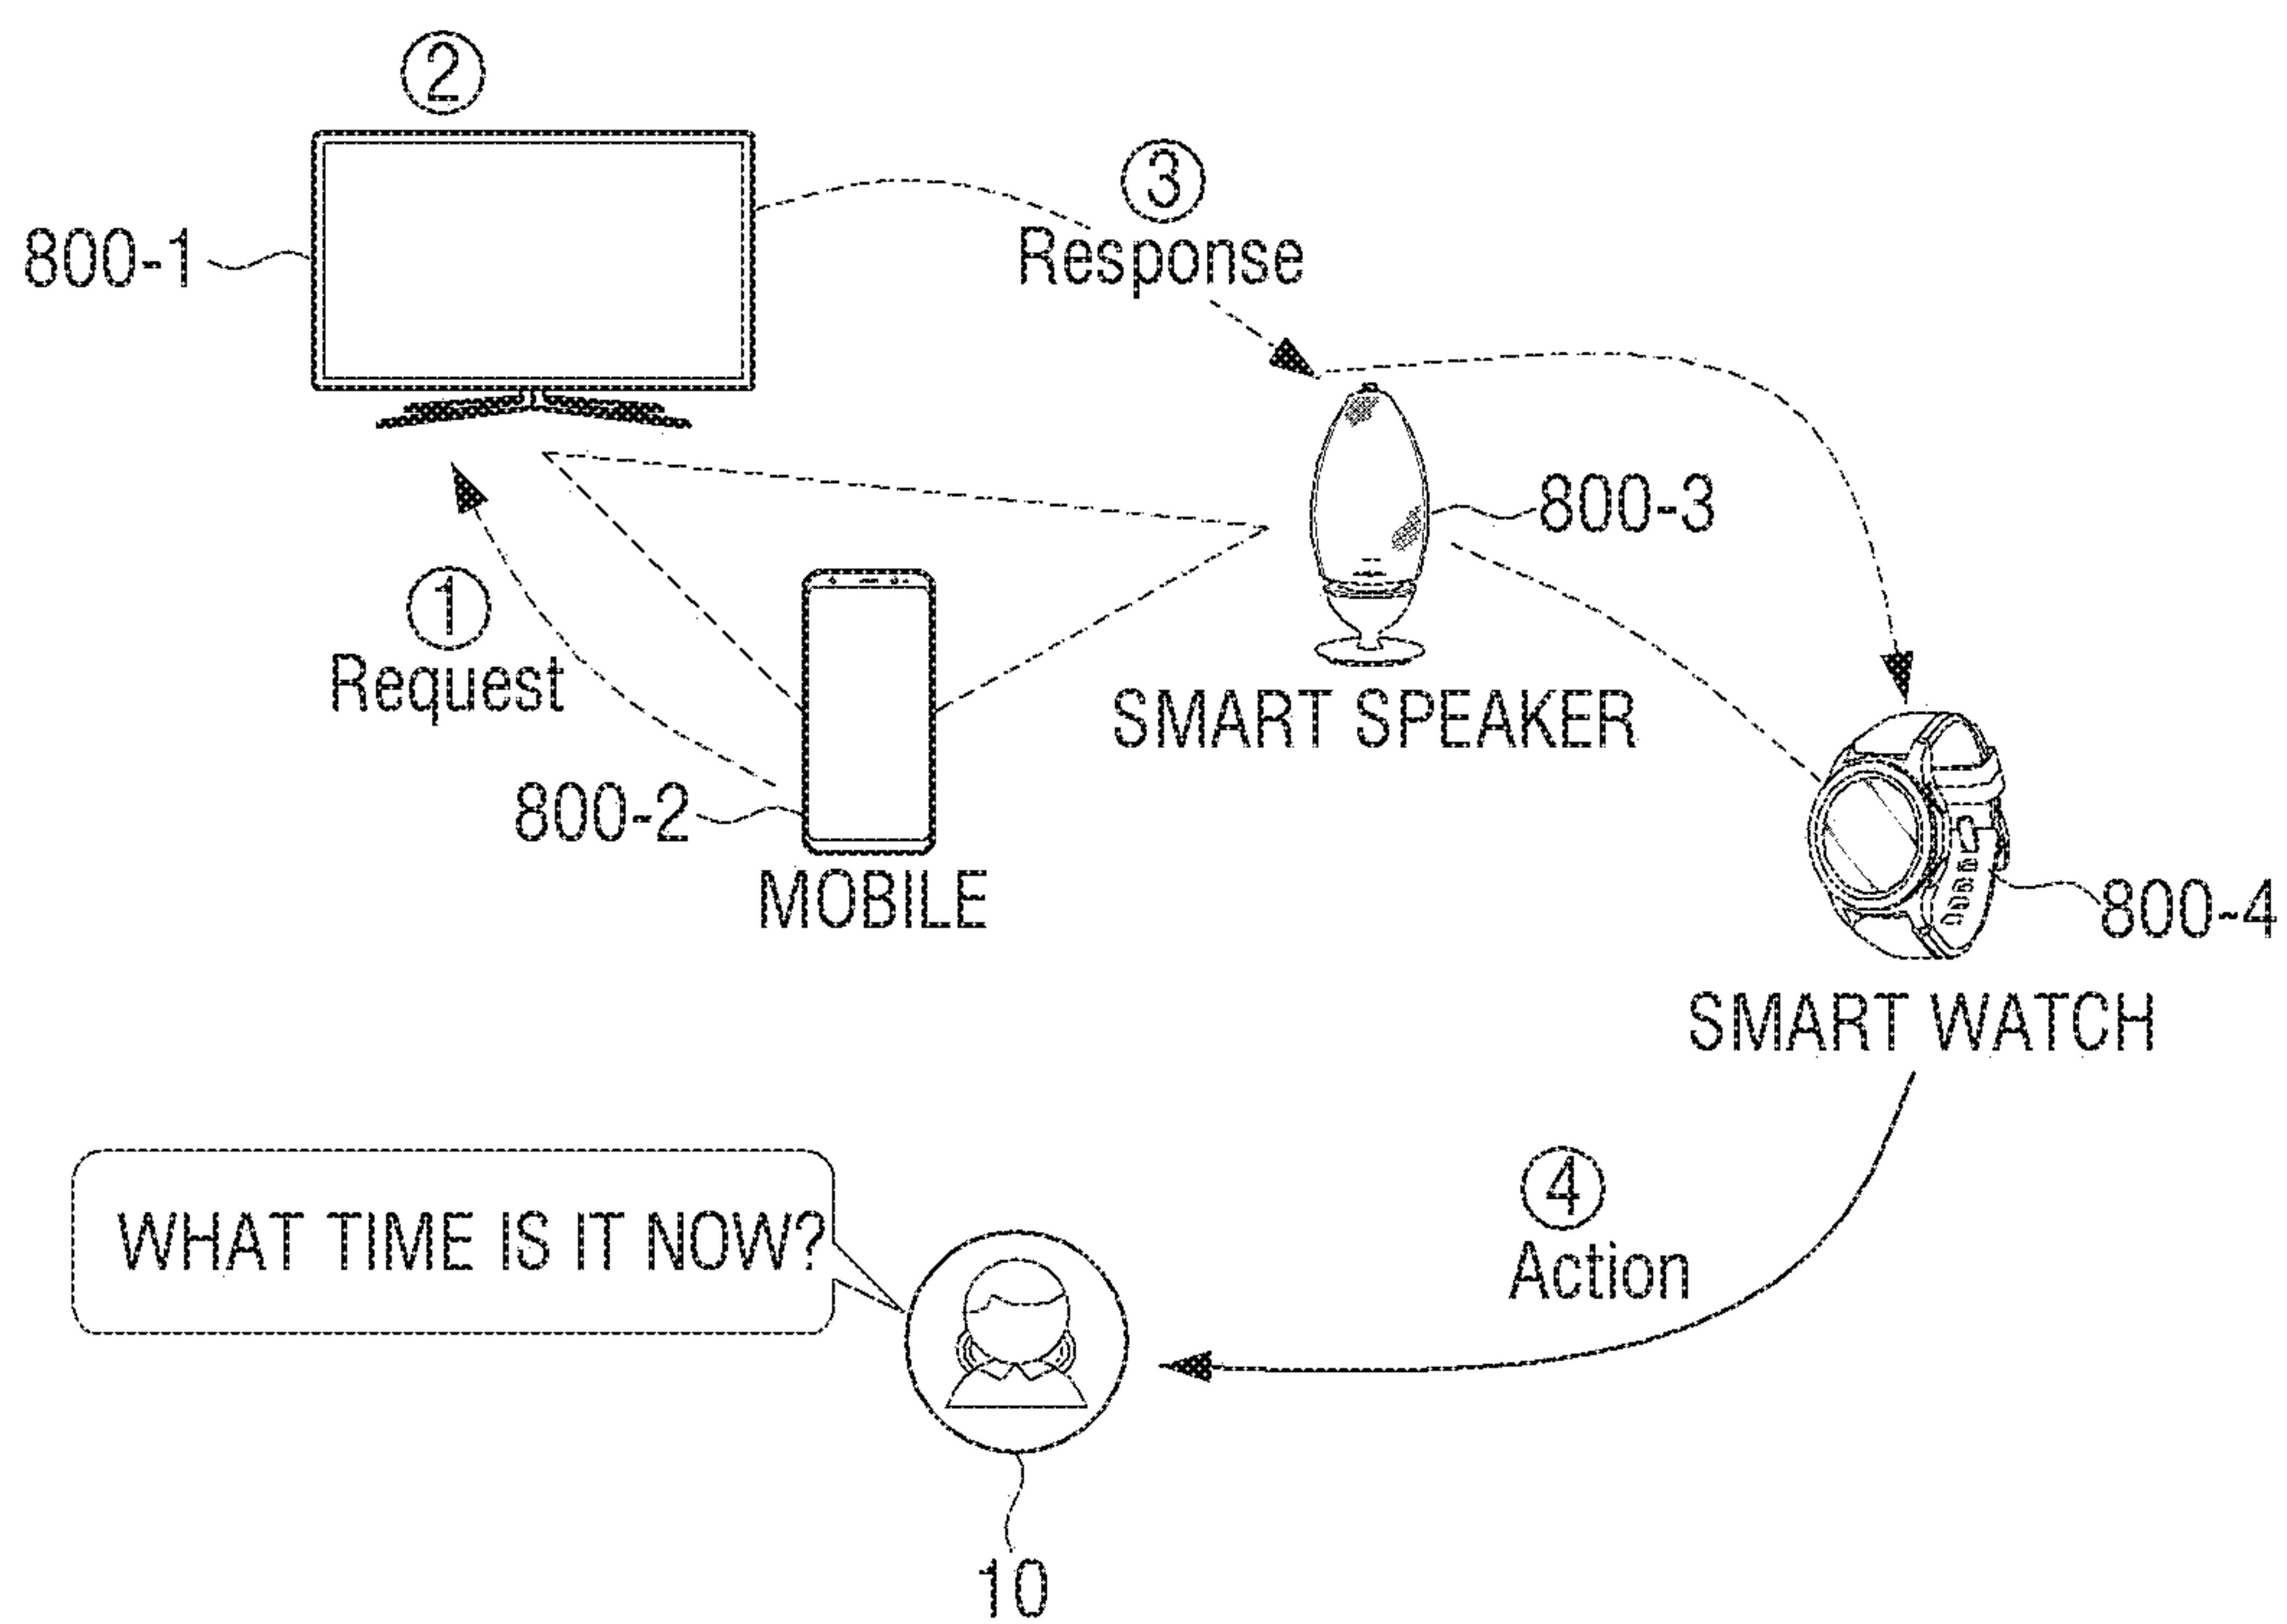 ②
③
Response
800-1
800-3
①
Request
SMART SPEAKER
800-2
MOBILE
800-4
SMART WATCH
④
Action
WHAT TIME IS IT NOW?
10